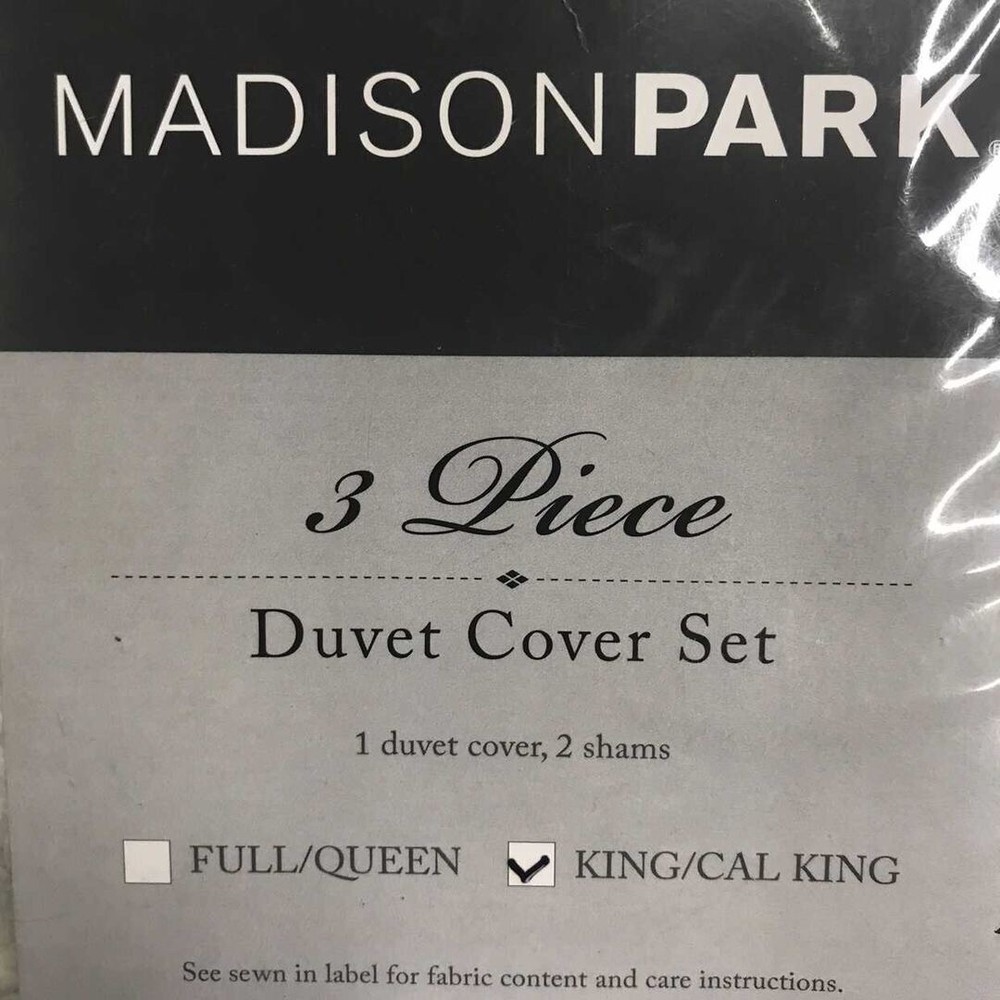 MADISONPARK®
3 Piece
Duvet Cover Set
1 duvet cover, 2 shams
FULL/QUEEN KING/CAL KING
See sewn in label for fabric content and care instructions.